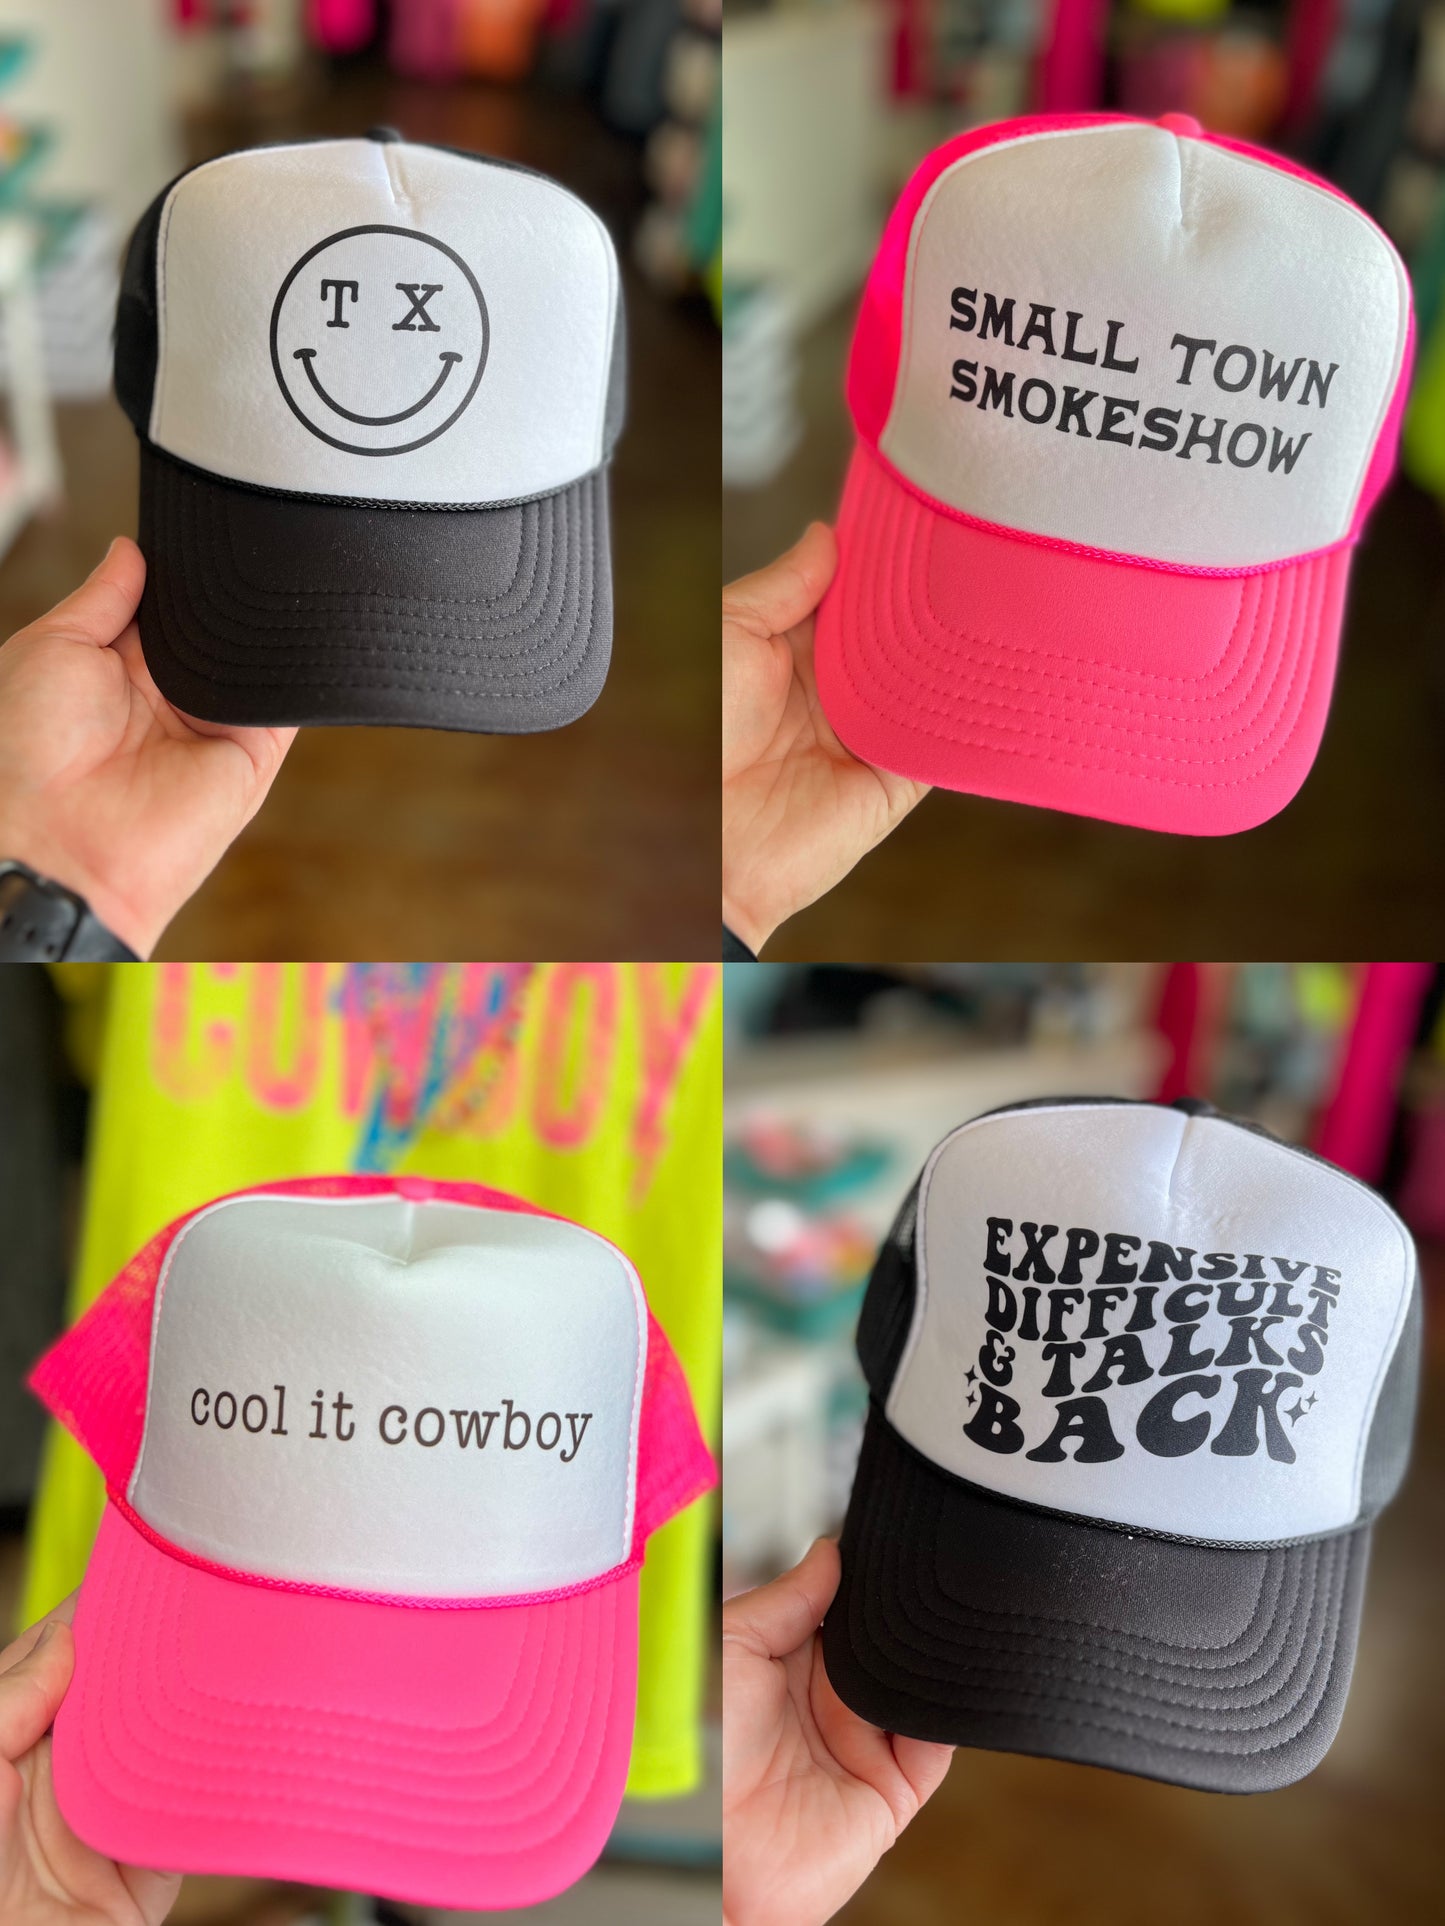 T X
SMALL TOWN
SMOKESHOW
COWBOY
cool it cowboy
EXPENSIVE
DIFFICULT
& TALKS
BACK